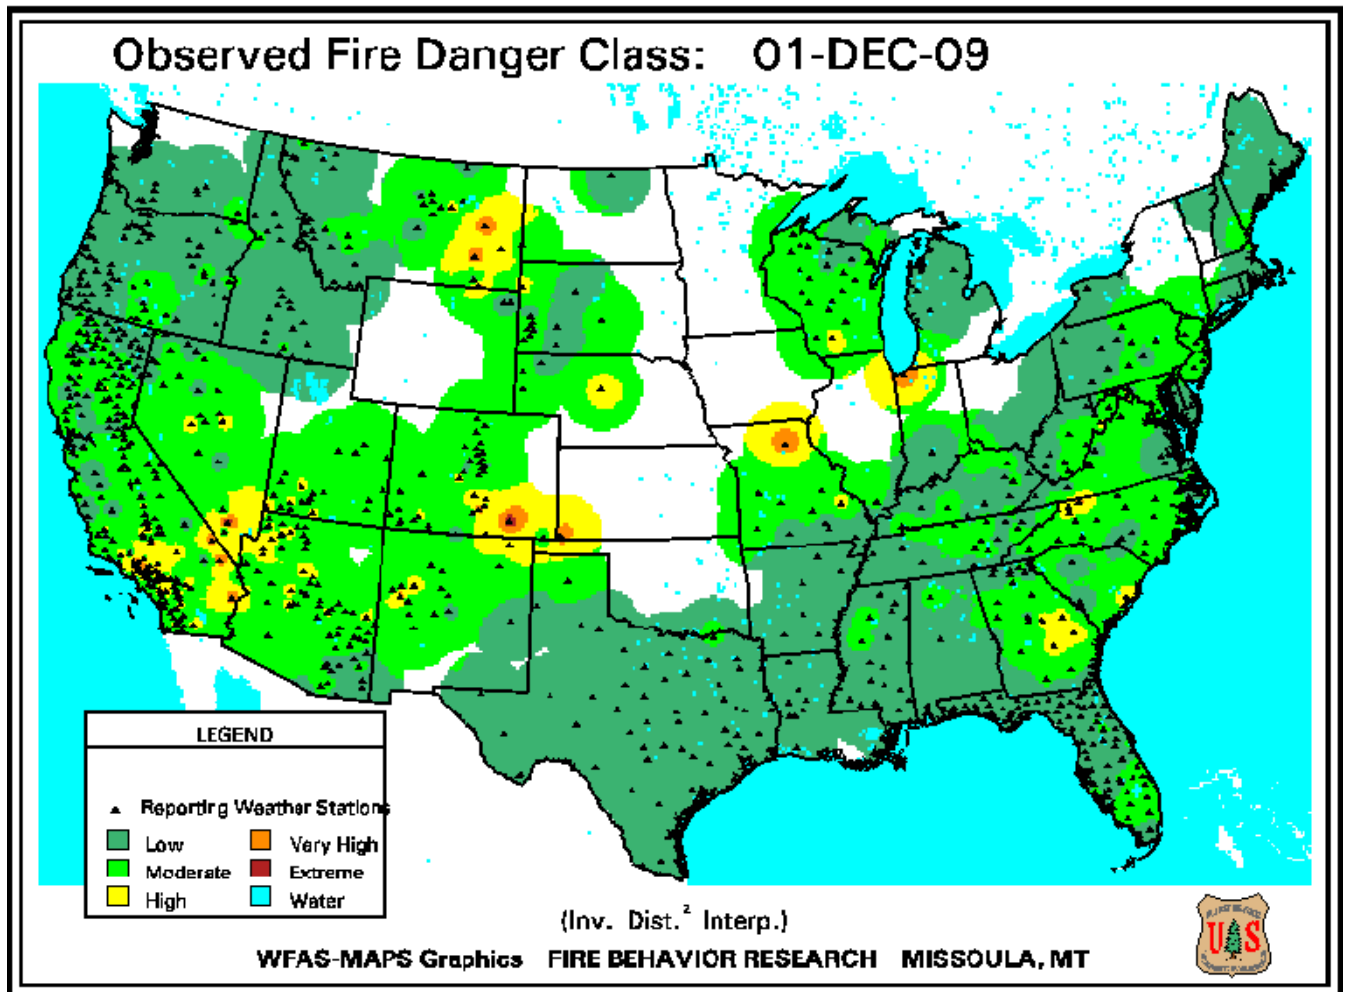 Observed Fire Danger Class: 01-DEC-09
LEGEND
Reporting Weather Stations
Low
Very High
Moderate
Extreme
High
Water
(Inv. Dist.² Interp.)
WFAS-MAPS Graphics FIRE BEHAVIOR RESEARCH MISSOULA, MT
U S